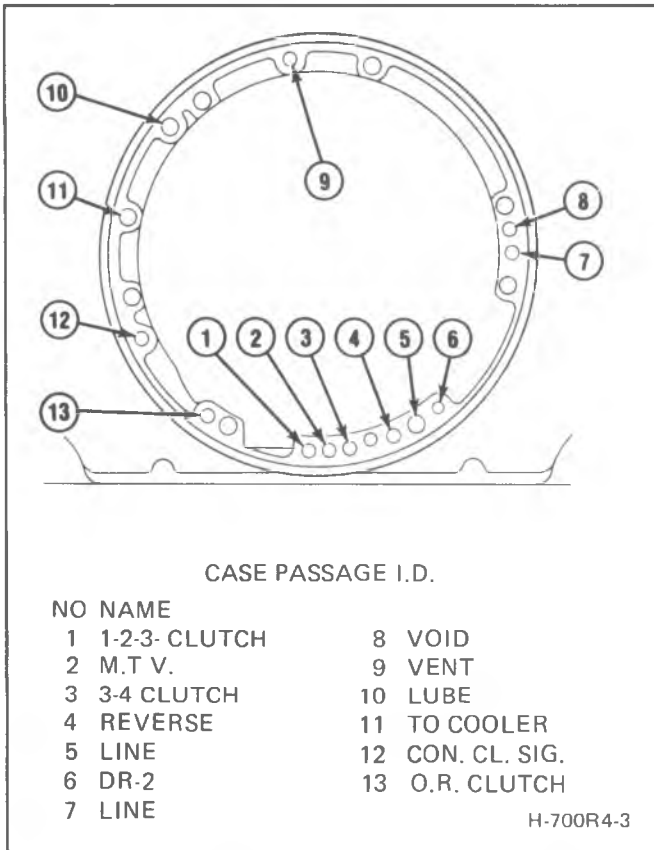 10
9
11
8
7
12
1 2 3 4 5 6
13
CASE PASSAGE I.D.
NO NAME
1 1-2-3- CLUTCH
2 M.T V.
3 3-4 CLUTCH
4 REVERSE
5 LINE
6 DR-2
7 LINE
8 VOID
9 VENT
10 LUBE
11 TO COOLER
12 CON. CL. SIG.
13 O.R. CLUTCH
H-700R4-3